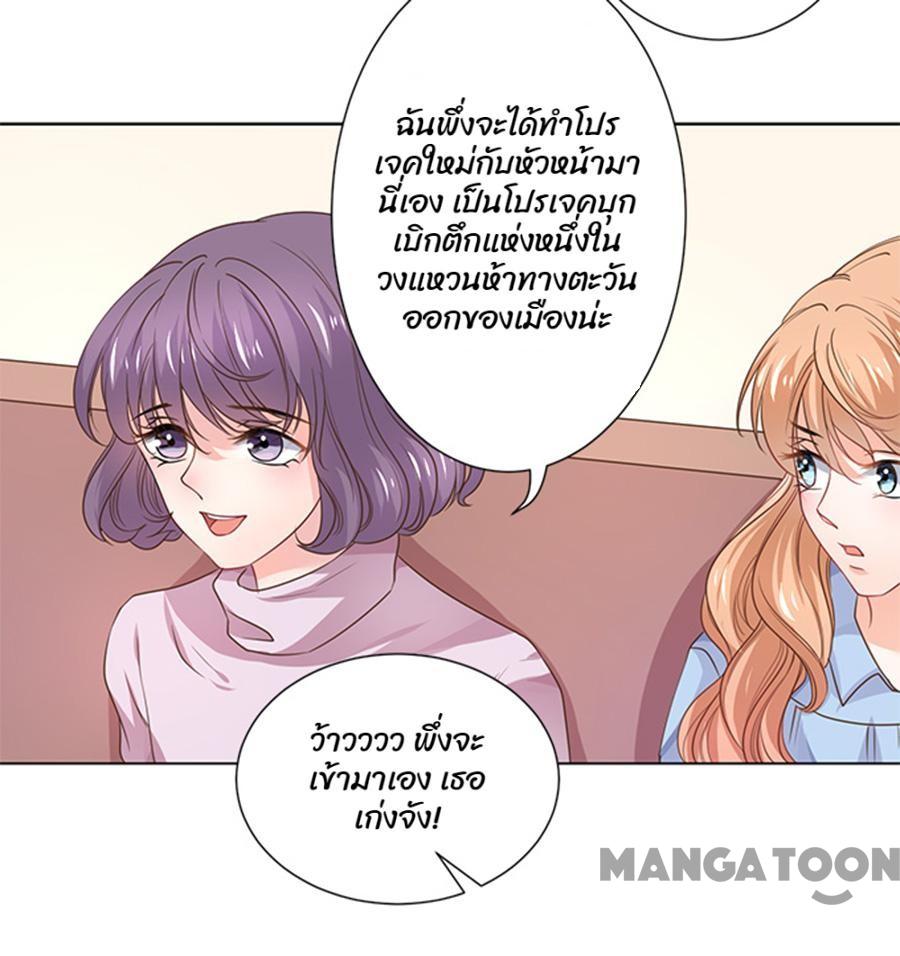 ฉันพึ่งจะได้ทำโปร
เจคใหม่กับหัวหน้ามา
นี่เอง เป็นโปรเจคบุก
เบิกตึกแห่งหนึ่งใน
วงแหวนห้าทางตะวัน
ออกของเมืองน่ะ
ว้าวววว พึ่งจะ
เข้ามาเอง เธอ
เก่งจัง!
MANGATOON